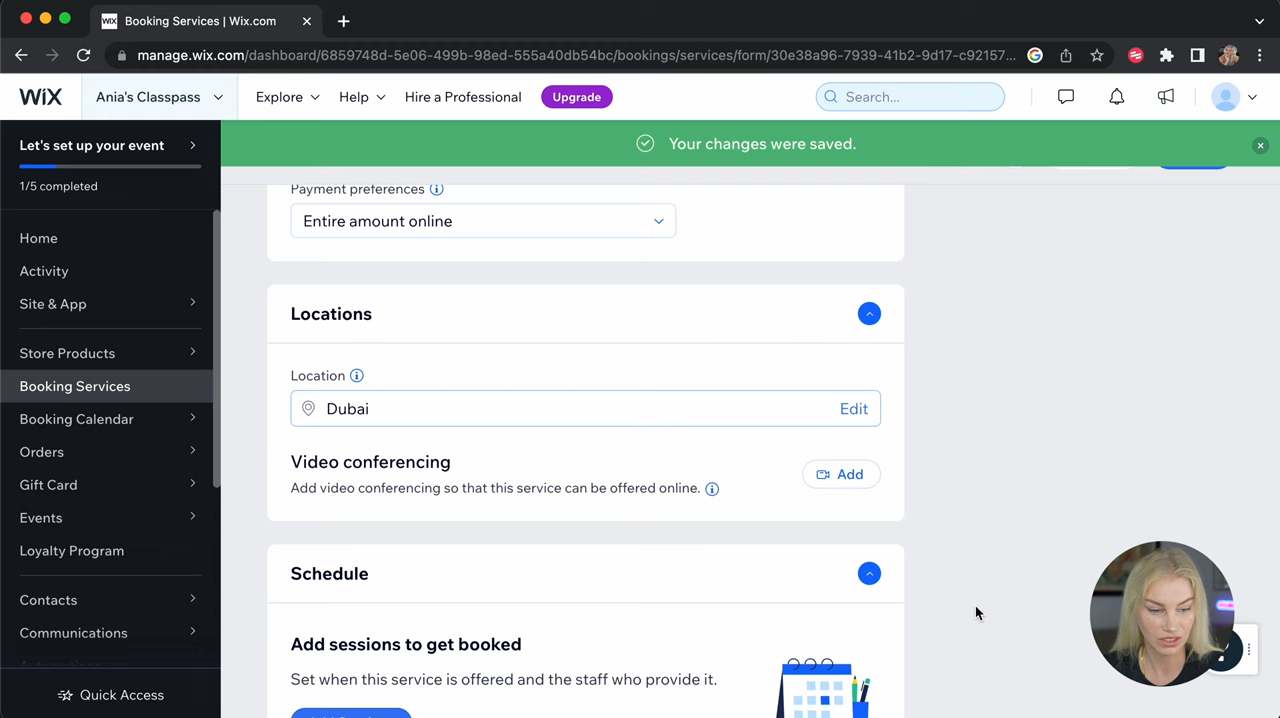 WiX Booking Services | Wix.com
manage.wix.com/dashboard/6859748d-5e06-499b-98ed-555a40db54bc/bookings/services/form/30e38a96-7939-41b2-9d17-c92157...
WiX Ania's Classpass Explore Help Hire a Professional Upgrade Search...
Let's set up your event
1/5 completed
Home
Activity
Site & App
Store Products
Booking Services
Booking Calendar
Orders
Gift Card
Events
Loyalty Program
Contacts
Communications
Automations
Quick Access
Your changes were saved.
Payment preferences
Entire amount online
Locations
Location
Dubai Edit
Video conferencing
Add
Add video conferencing so that this service can be offered online.
Schedule
Add sessions to get booked
Set when this service is offered and the staff who provide it.